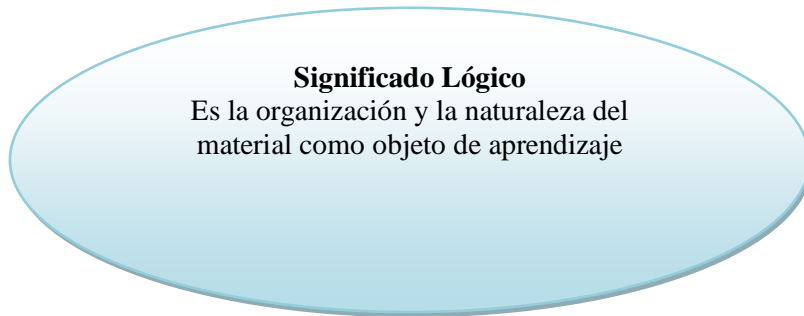 Significado Lógico
Es la organización y la naturaleza del
material como objeto de aprendizaje